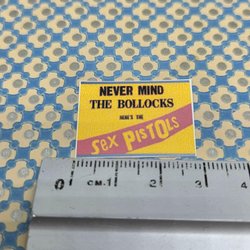 NEVER MIND
THE BOLLOCKS
HERE'S THE
Sex PISTOLS
0 CM.1 2 3 4